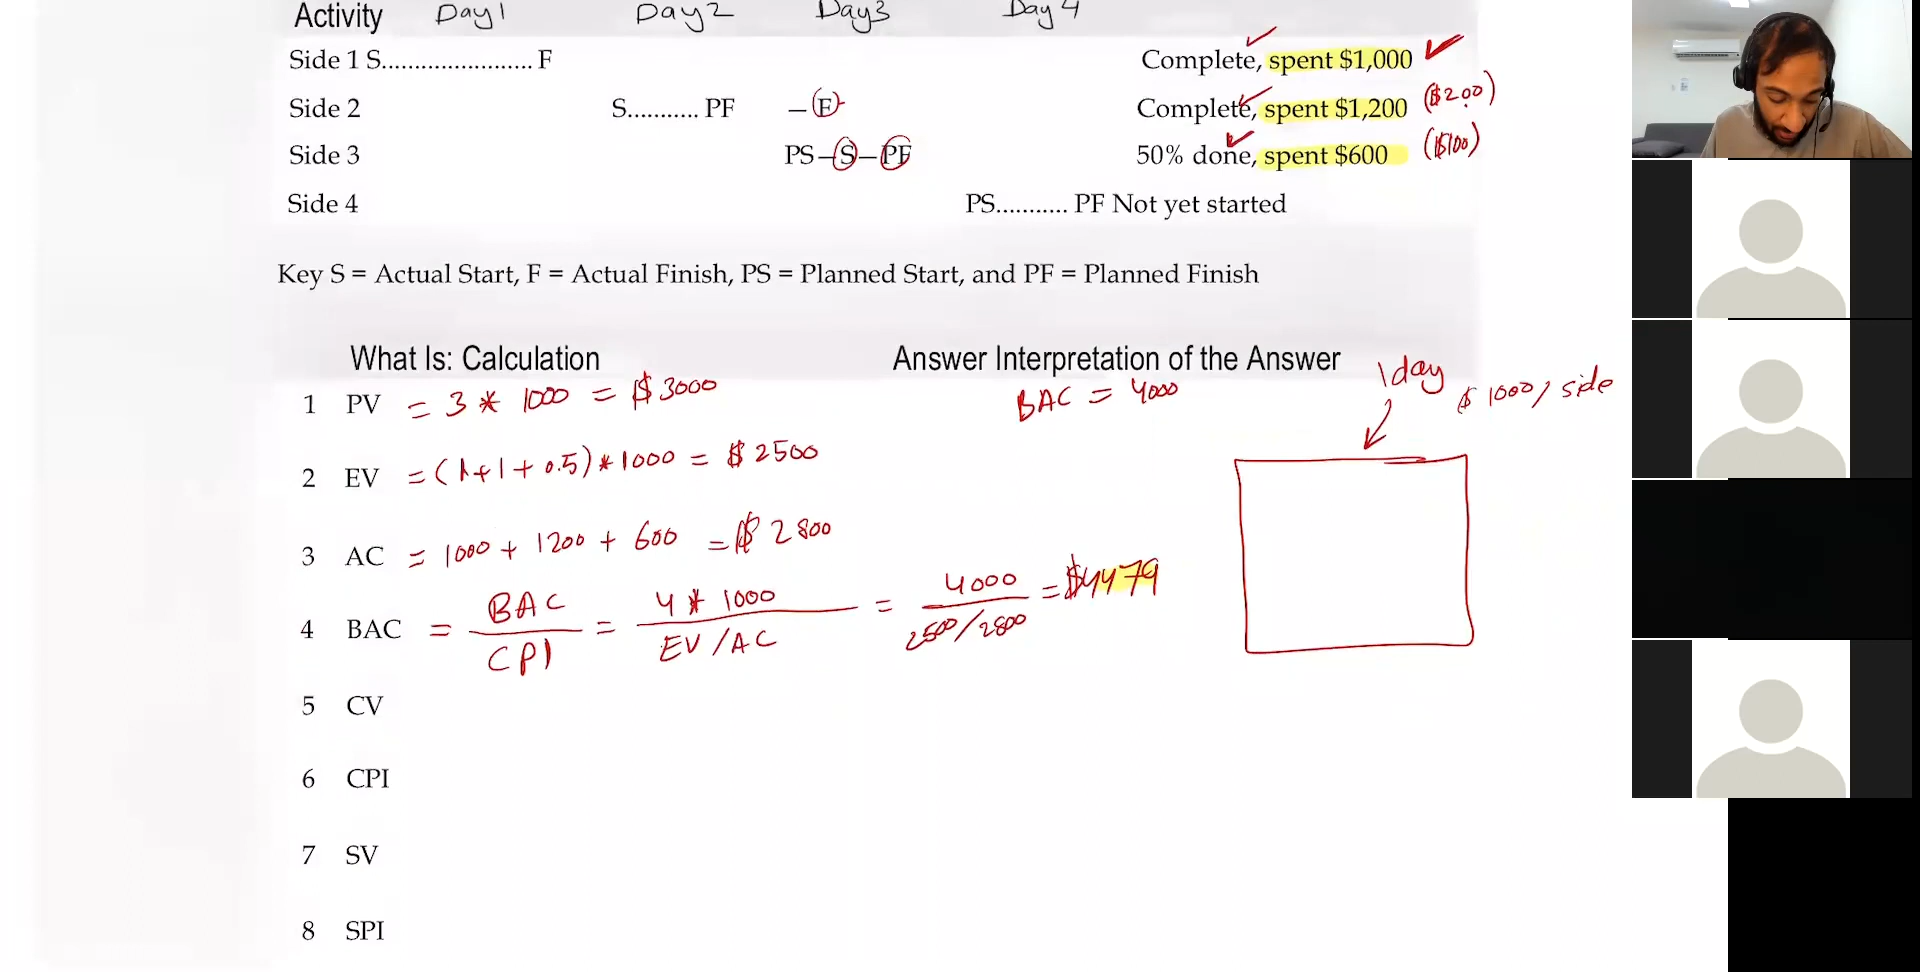 Activity Day1 Day2 Day3 Day 4
Side 1 S....................... F Complete, spent $1,000
Side 2 S........... PF –F Complete, spent $1,200 ($200)
Side 3 PS–S–PF 50% done, spent $600 ($100)
Side 4 PS........... PF Not yet started
Key S = Actual Start, F = Actual Finish, PS = Planned Start, and PF = Planned Finish
What Is: Calculation Answer Interpretation of the Answer
1 PV = 3 * 1000 = $3000 BAC = 4000
1 day
$ 1000/ side
2 EV = (1+1+0.5)*1000 = $2500
3 AC = 1000 + 1200 + 600 = $2800
4 BAC = BAC / CPI = 4 * 1000 / EV/AC = 4000 / 2500/2800 = $4479
5 CV
6 CPI
7 SV
8 SPI